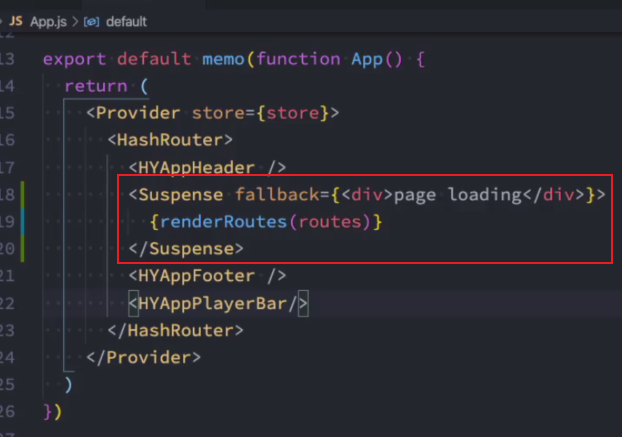 JS App.js > default
12
13 export default memo(function App() {
14 return (
15 <Provider store={store}>
16 <HashRouter>
17 <HYAppHeader />
18 <Suspense fallback={<div>page loading</div>}>
19 {renderRoutes(routes)}
20 </Suspense>
21 <HYAppFooter />
22 <HYAppPlayerBar/>
23 </HashRouter>
24 </Provider>
25 )
26 })